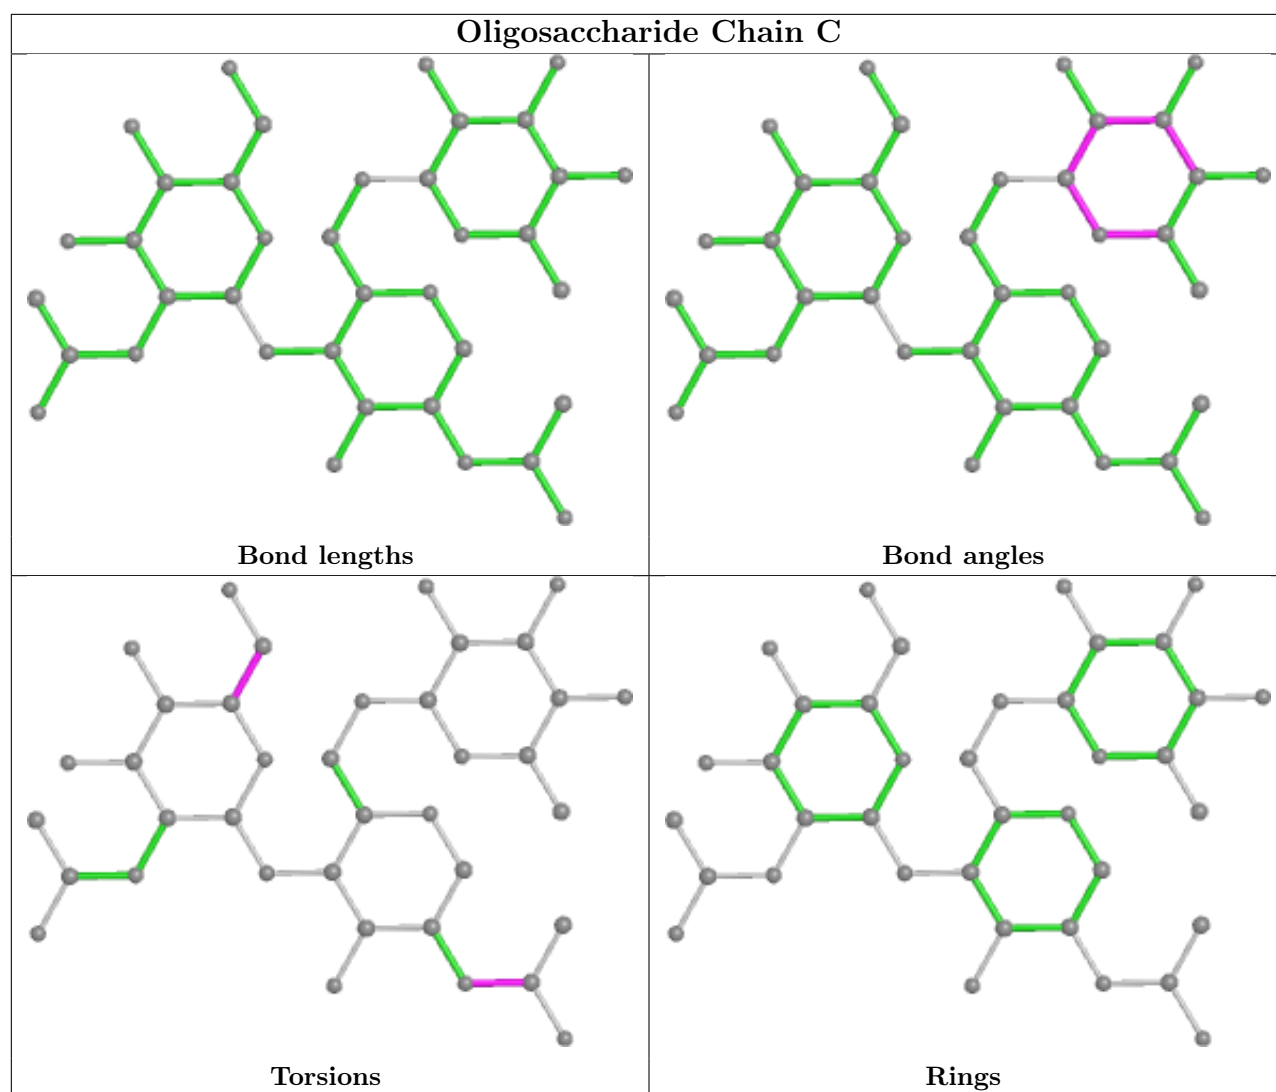 Oligosaccharide Chain C
Bond lengths
Bond angles
Torsions
Rings